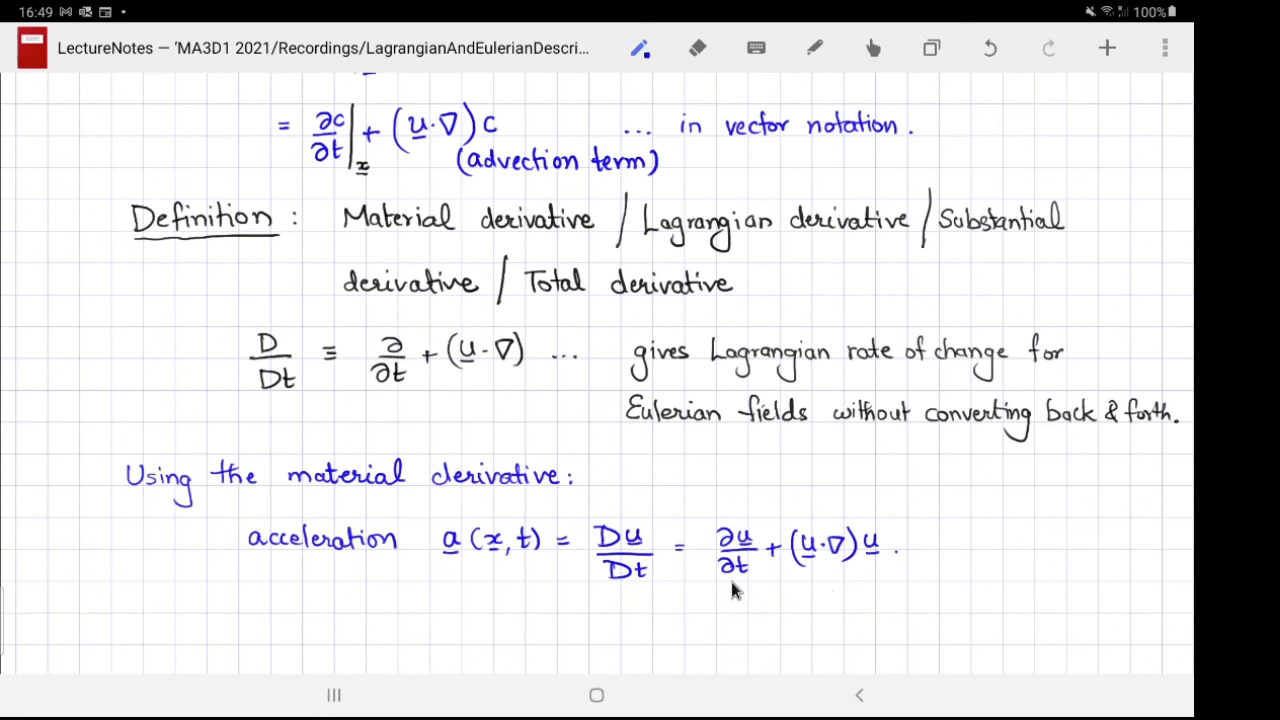 16:49 100%
LectureNotes — 'MA3D1 2021/Recordings/LagrangianAndEulerianDescri...
= ∂c/∂t|_x + (u·∇)c ... in vector notation.
(advection term)
Definition : Material derivative / Lagrangian derivative / Substantial
derivative / Total derivative
D/Dt ≡ ∂/∂t + (u·∇) ... gives Lagrangian rate of change for
Eulerian fields without converting back & forth.
Using the material derivative:
acceleration a (x, t) = Du/Dt = ∂u/∂t + (u·∇)u .